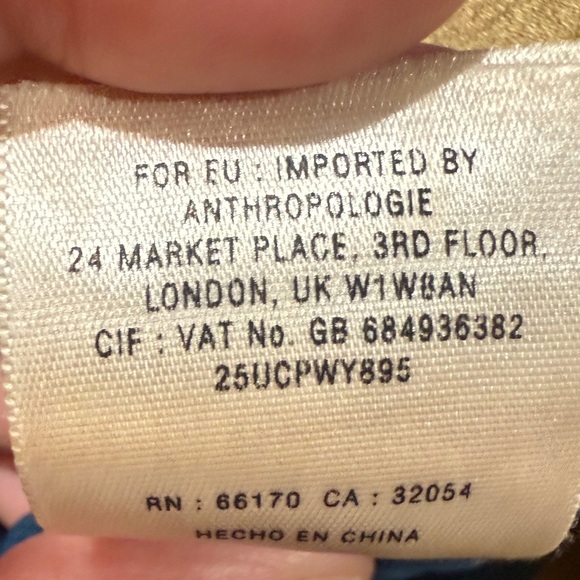 FOR EU : IMPORTED BY
ANTHROPOLOGIE
24 MARKET PLACE, 3RD FLOOR,
LONDON, UK W1W8AN
CIF : VAT No. GB 684936382
25UCPWY895
RN : 66170 CA : 32054
HECHO EN CHINA